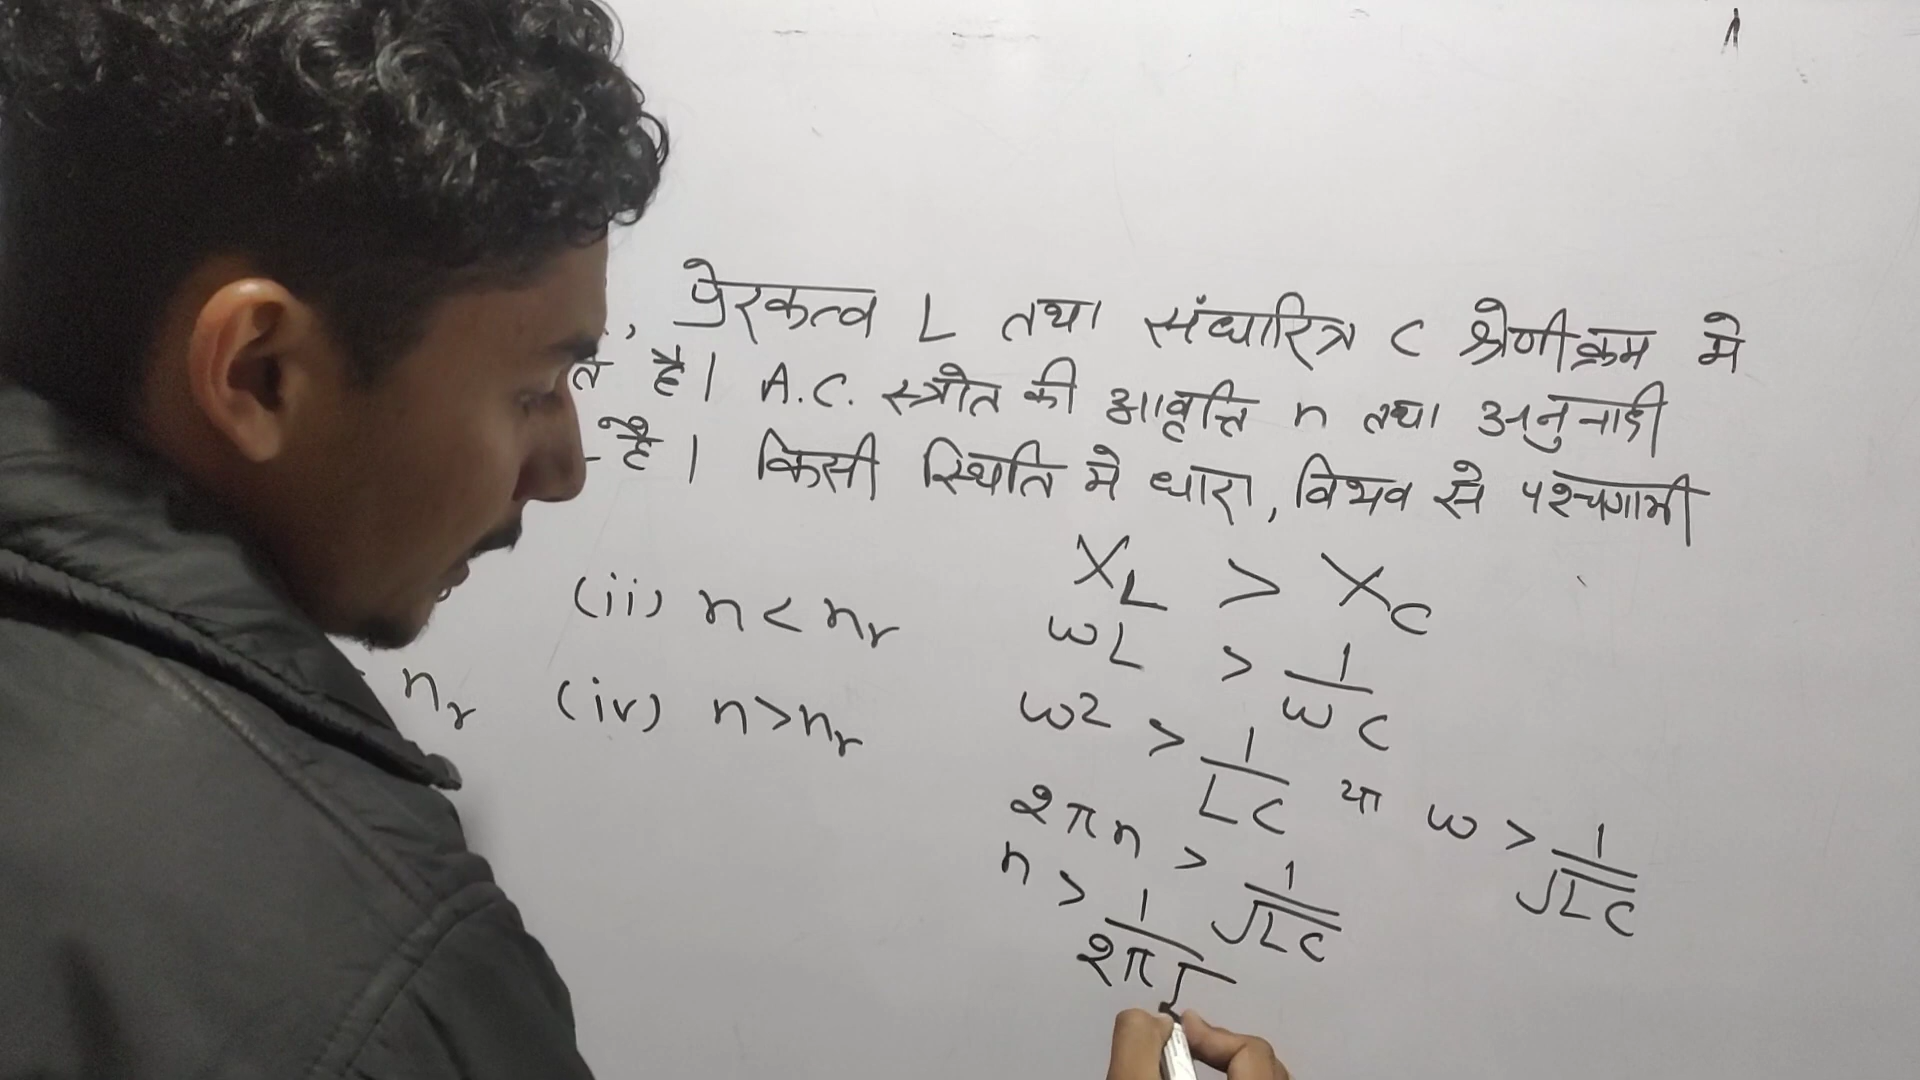 , प्रेरकत्व L तथा संधारित्र C श्रेणीक्रम मे
है। A.C. स्त्रोत की आवृत्ति n तथा अनुनादी
है। किसी स्थिति मे धारा, विभव से पश्चगामी
(ii) n < nr
nr (iv) n>nr
XL > XC
ωL > 1/ωC
ω2 > 1/LC या ω > 1/√LC
2πn > 1/√LC
n > 1/2π√